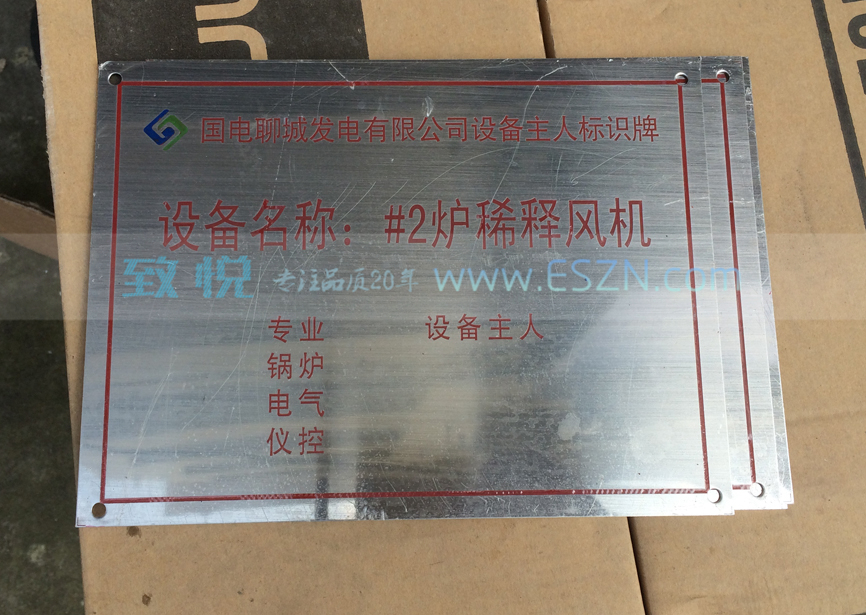 国电聊城发电有限公司设备主人标识牌
设备名称：#2炉稀释风机
致悦 专注品质20年 www.ESZN.com
专业 设备主人
锅炉
电气
仪控